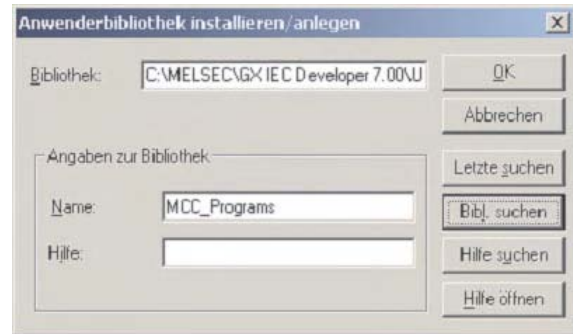 Anwenderbibliothek installieren/anlegen
Bibliothek: C:\MELSEC\GX IEC Developer 7.00\U
OK
Abbrechen
Angaben zur Bibliothek
Letzte suchen
Name: MCC_Programs
Bibl. suchen
Hilfe:
Hilfe suchen
Hilfe öffnen